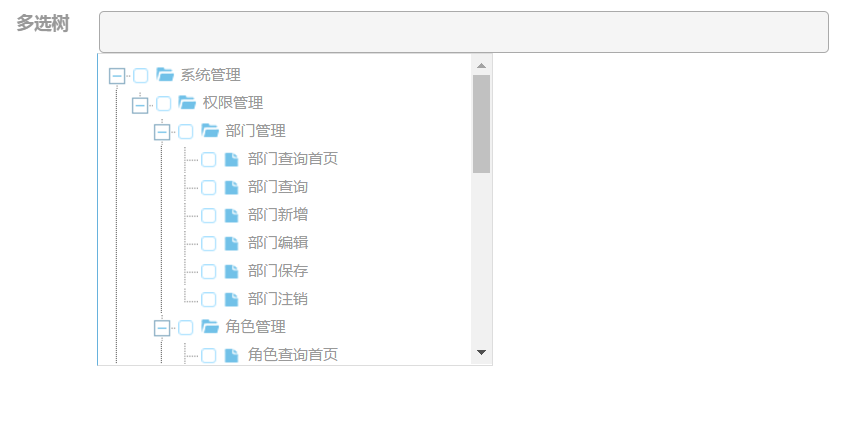 多选树
系统管理
权限管理
部门管理
部门查询首页
部门查询
部门新增
部门编辑
部门保存
部门注销
角色管理
角色查询首页